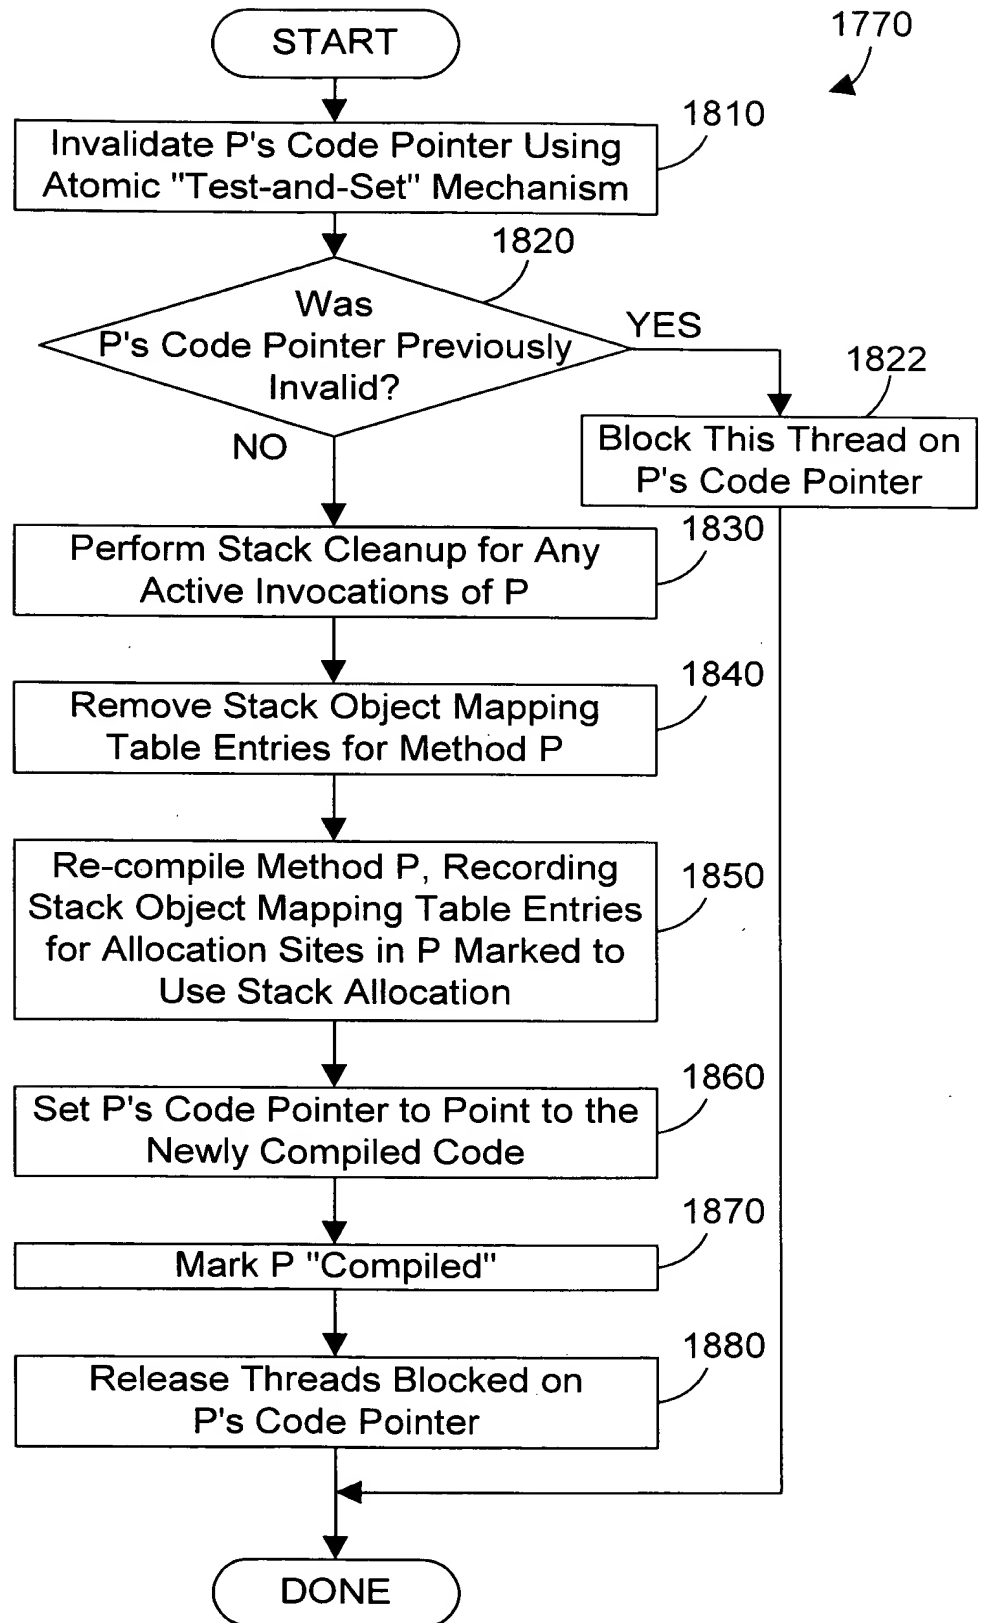 START
1770
1810
Invalidate P's Code Pointer Using
Atomic "Test-and-Set" Mechanism
1820
Was
P's Code Pointer Previously
Invalid?
YES
NO
1822
Block This Thread on
P's Code Pointer
1830
Perform Stack Cleanup for Any
Active Invocations of P
1840
Remove Stack Object Mapping
Table Entries for Method P
1850
Re-compile Method P, Recording
Stack Object Mapping Table Entries
for Allocation Sites in P Marked to
Use Stack Allocation
1860
Set P's Code Pointer to Point to the
Newly Compiled Code
1870
Mark P "Compiled"
1880
Release Threads Blocked on
P's Code Pointer
DONE